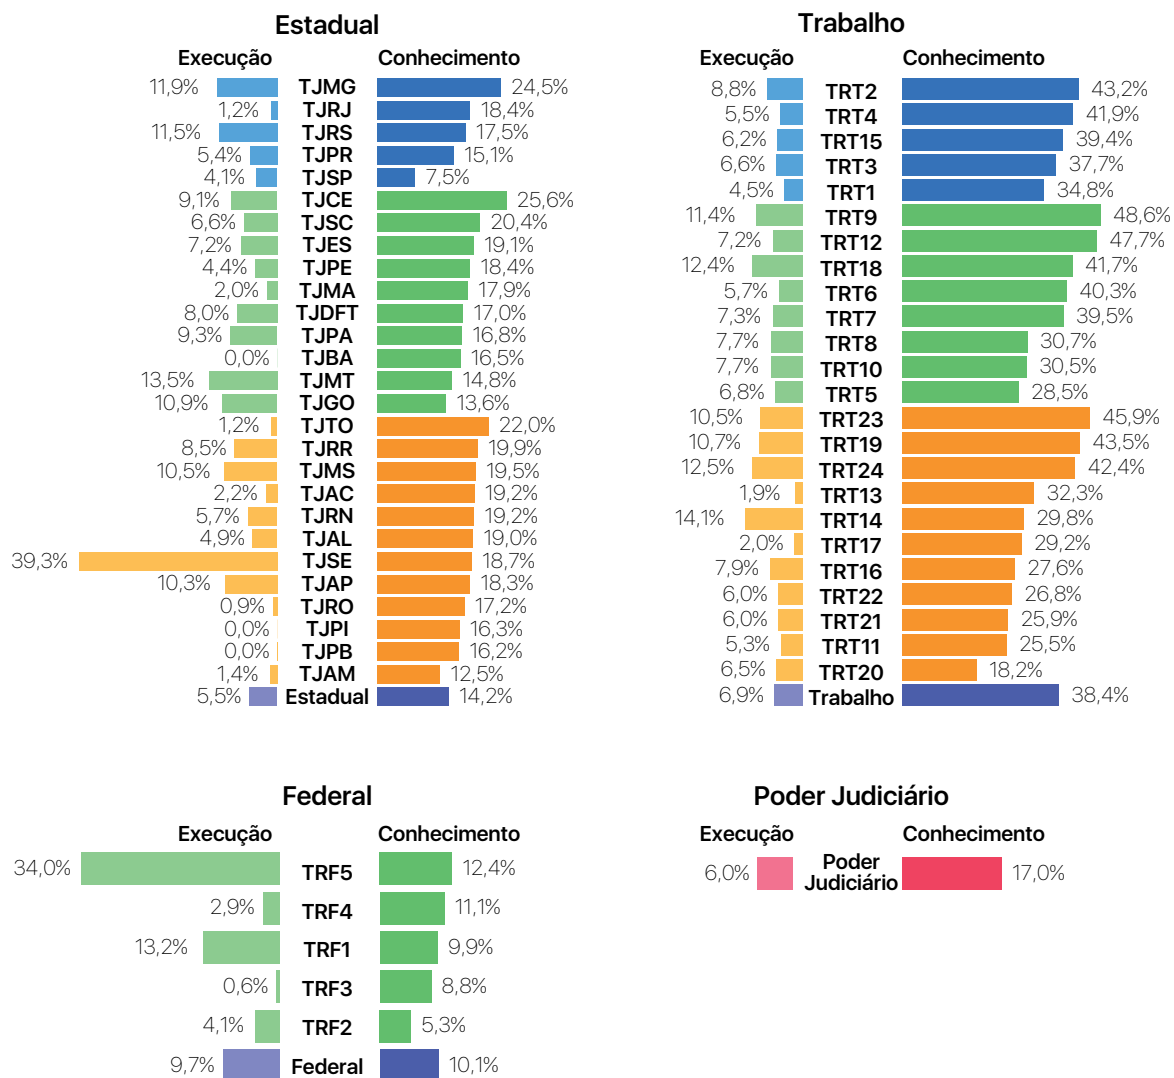 Estadual
Execução Conhecimento
11,9% TJMG 24,5%
1,2% TJRJ 18,4%
11,5% TJRS 17,5%
5,4% TJPR 15,1%
4,1% TJSP 7,5%
9,1% TJCE 25,6%
6,6% TJSC 20,4%
7,2% TJES 19,1%
4,4% TJPE 18,4%
2,0% TJMA 17,9%
8,0% TJDFT 17,0%
9,3% TJPA 16,8%
0,0% TJBA 16,5%
13,5% TJMT 14,8%
10,9% TJGO 13,6%
1,2% TJTO 22,0%
8,5% TJRR 19,9%
10,5% TJMS 19,5%
2,2% TJAC 19,2%
5,7% TJRN 19,2%
4,9% TJAL 19,0%
39,3% TJSE 18,7%
10,3% TJAP 18,3%
0,9% TJRO 17,2%
0,0% TJPI 16,3%
0,0% TJPB 16,2%
1,4% TJAM 12,5%
5,5% Estadual 14,2%
Trabalho
Execução Conhecimento
8,8% TRT2 43,2%
5,5% TRT4 41,9%
6,2% TRT15 39,4%
6,6% TRT3 37,7%
4,5% TRT1 34,8%
11,4% TRT9 48,6%
7,2% TRT12 47,7%
12,4% TRT18 41,7%
5,7% TRT6 40,3%
7,3% TRT7 39,5%
7,7% TRT8 30,7%
7,7% TRT10 30,5%
6,8% TRT5 28,5%
10,5% TRT23 45,9%
10,7% TRT19 43,5%
12,5% TRT24 42,4%
1,9% TRT13 32,3%
14,1% TRT14 29,8%
2,0% TRT17 29,2%
7,9% TRT16 27,6%
6,0% TRT22 26,8%
6,0% TRT21 25,9%
5,3% TRT11 25,5%
6,5% TRT20 18,2%
6,9% Trabalho 38,4%
Federal
Execução Conhecimento
34,0% TRF5 12,4%
2,9% TRF4 11,1%
13,2% TRF1 9,9%
0,6% TRF3 8,8%
4,1% TRF2 5,3%
9,7% Federal 10,1%
Poder Judiciário
Execução Conhecimento
6,0% Poder
Judiciário 17,0%